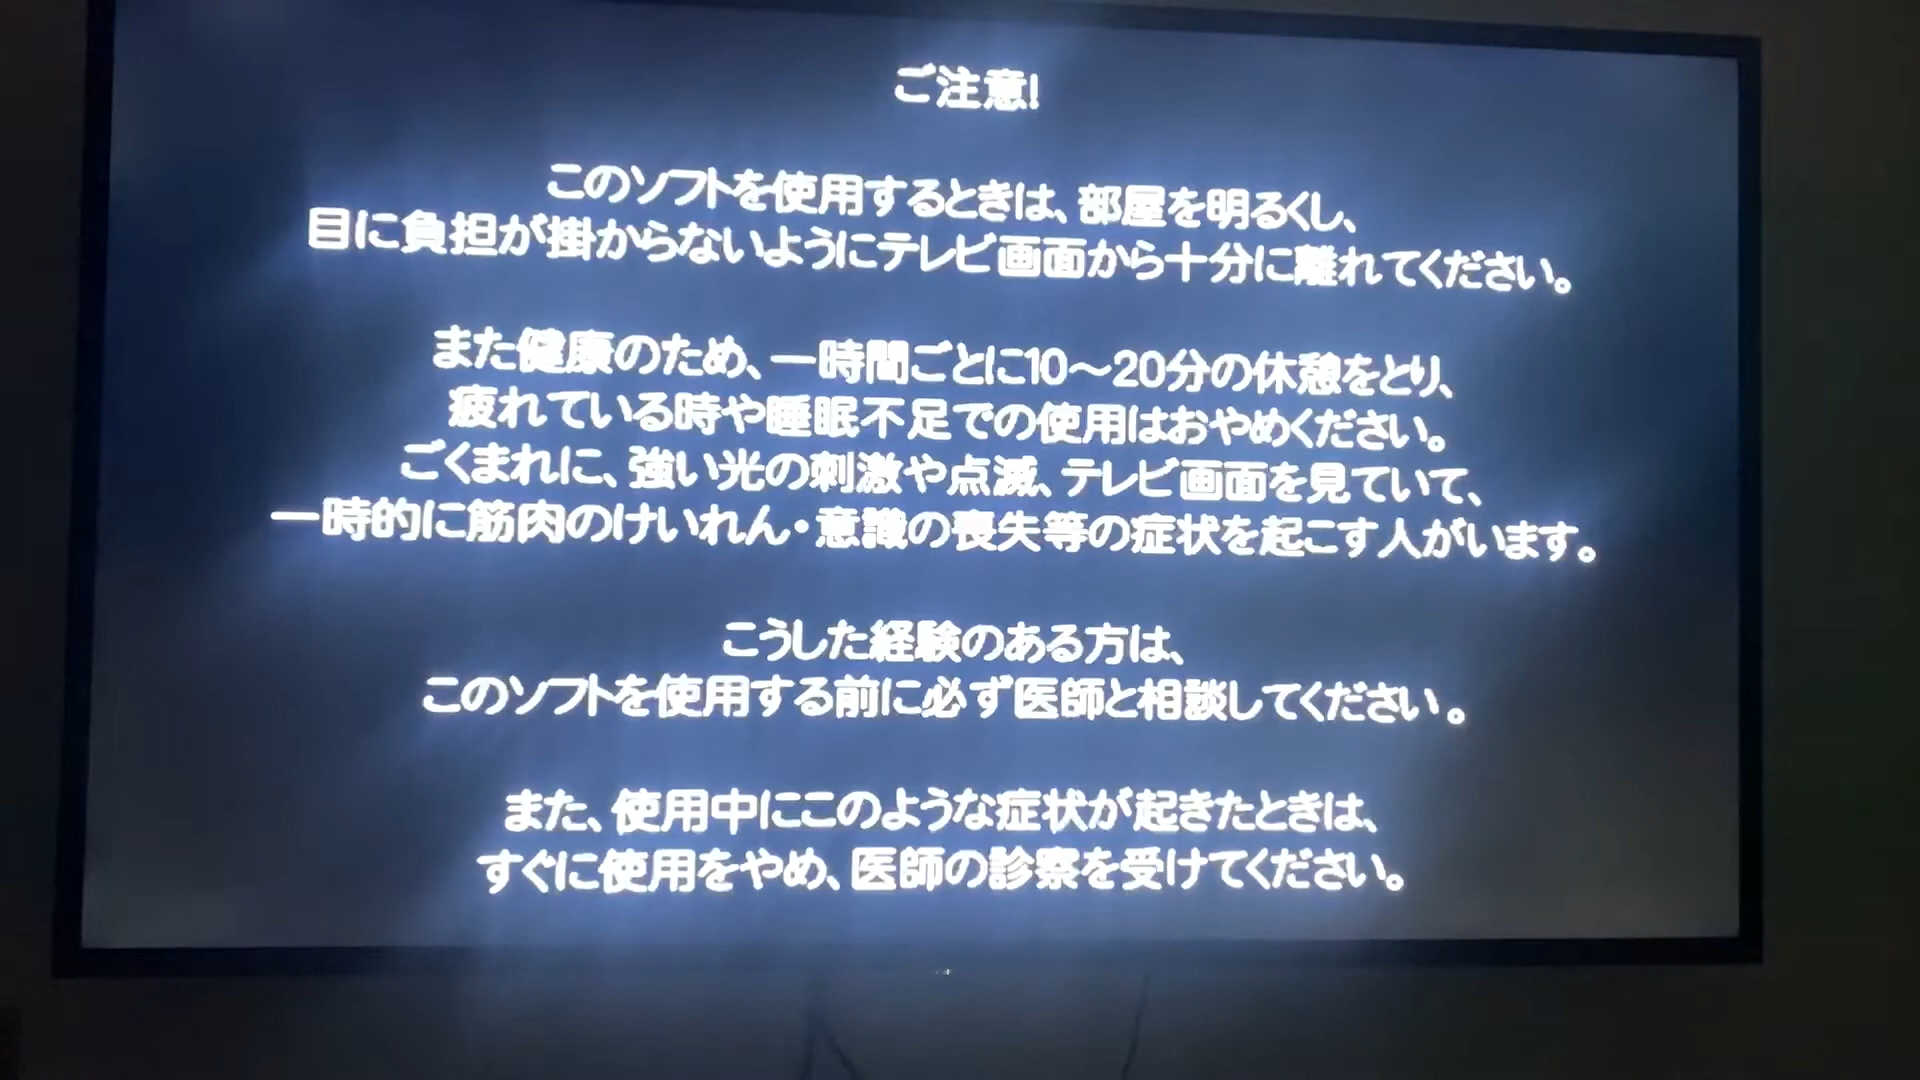 ご注意!
このソフトを使用するときは、部屋を明るくし、
目に負担が掛からないようにテレビ画面から十分に離れてください。
また健康のため、一時間ごとに10～20分の休憩をとり、
疲れている時や睡眠不足での使用はおやめください。
ごくまれに、強い光の刺激や点滅、テレビ画面を見ていて、
一時的に筋肉のけいれん・意識の喪失等の症状を起こす人がいます。
こうした経験のある方は、
このソフトを使用する前に必ず医師と相談してください。
また、使用中にこのような症状が起きたときは、
すぐに使用をやめ、医師の診察を受けてください。